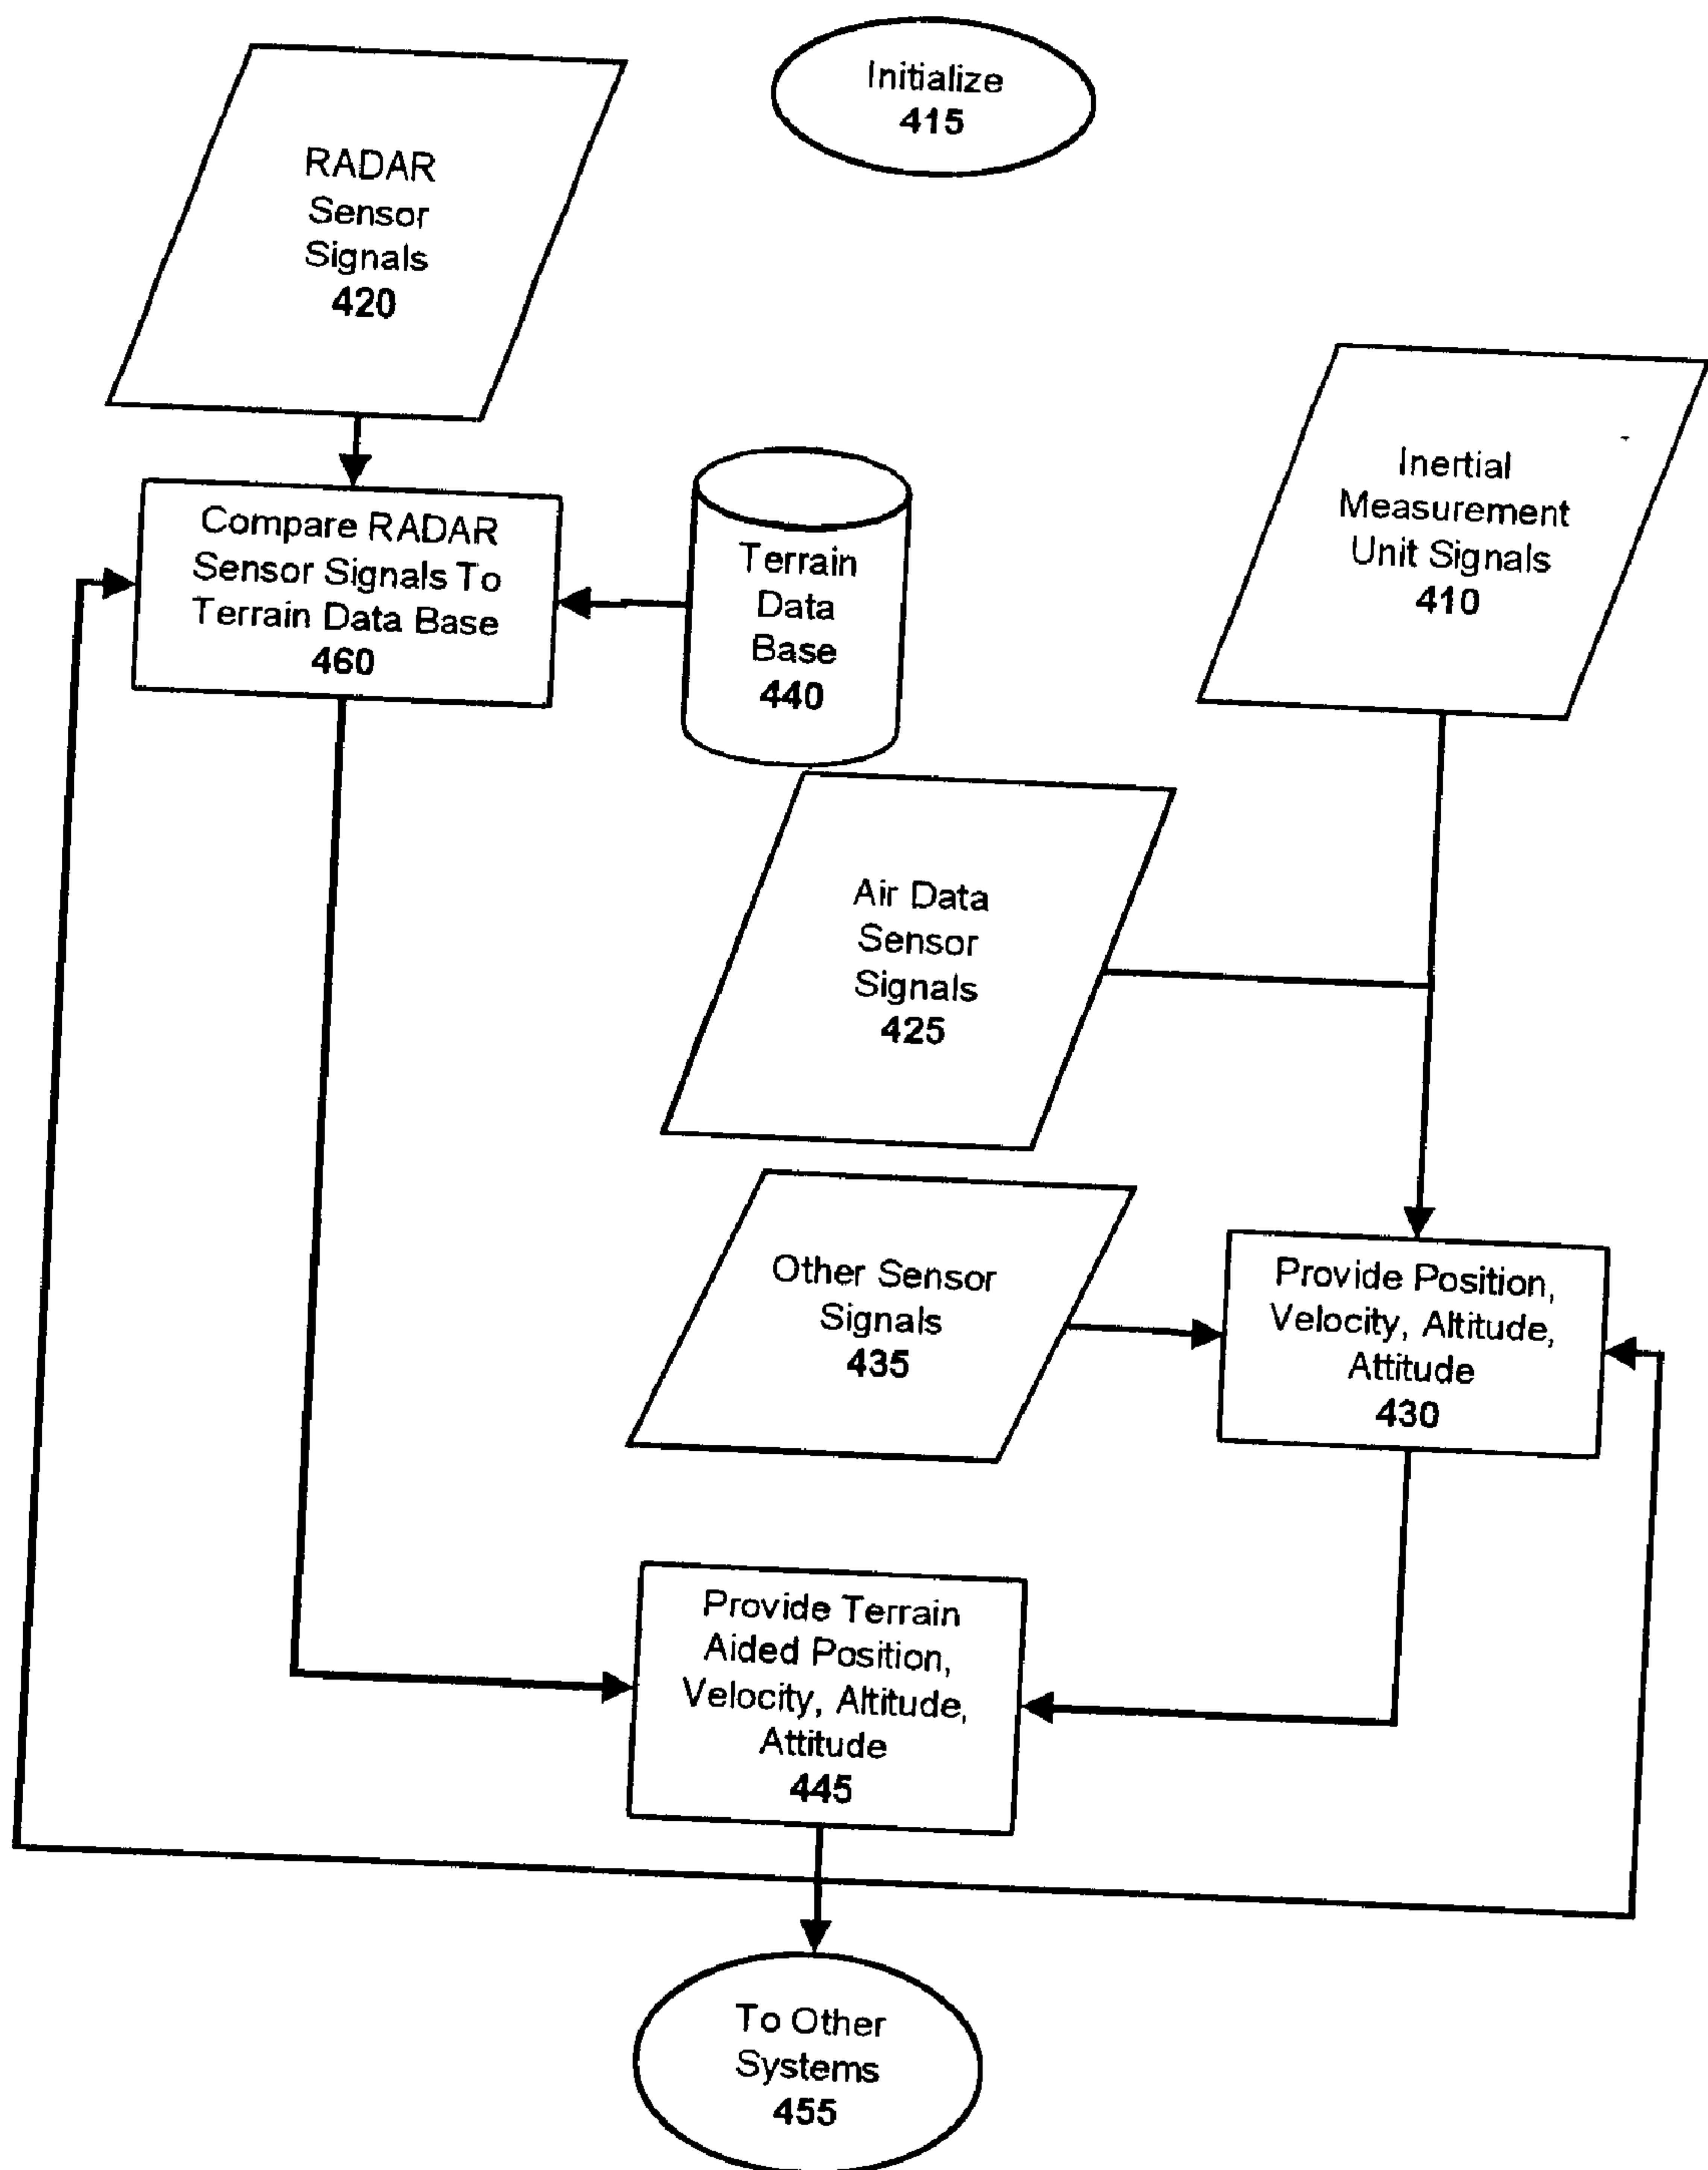 Initialize
415
RADAR
Sensor
Signals
420
Inertial
Measurement
Unit Signals
410
Compare RADAR
Sensor Signals To
Terrain Data Base
460
Terrain
Data
Base
440
Air Data
Sensor
Signals
425
Other Sensor
Signals
435
Provide Position,
Velocity, Altitude,
Attitude
430
Provide Terrain
Aided Position,
Velocity, Altitude,
Attitude
445
To Other
Systems
455